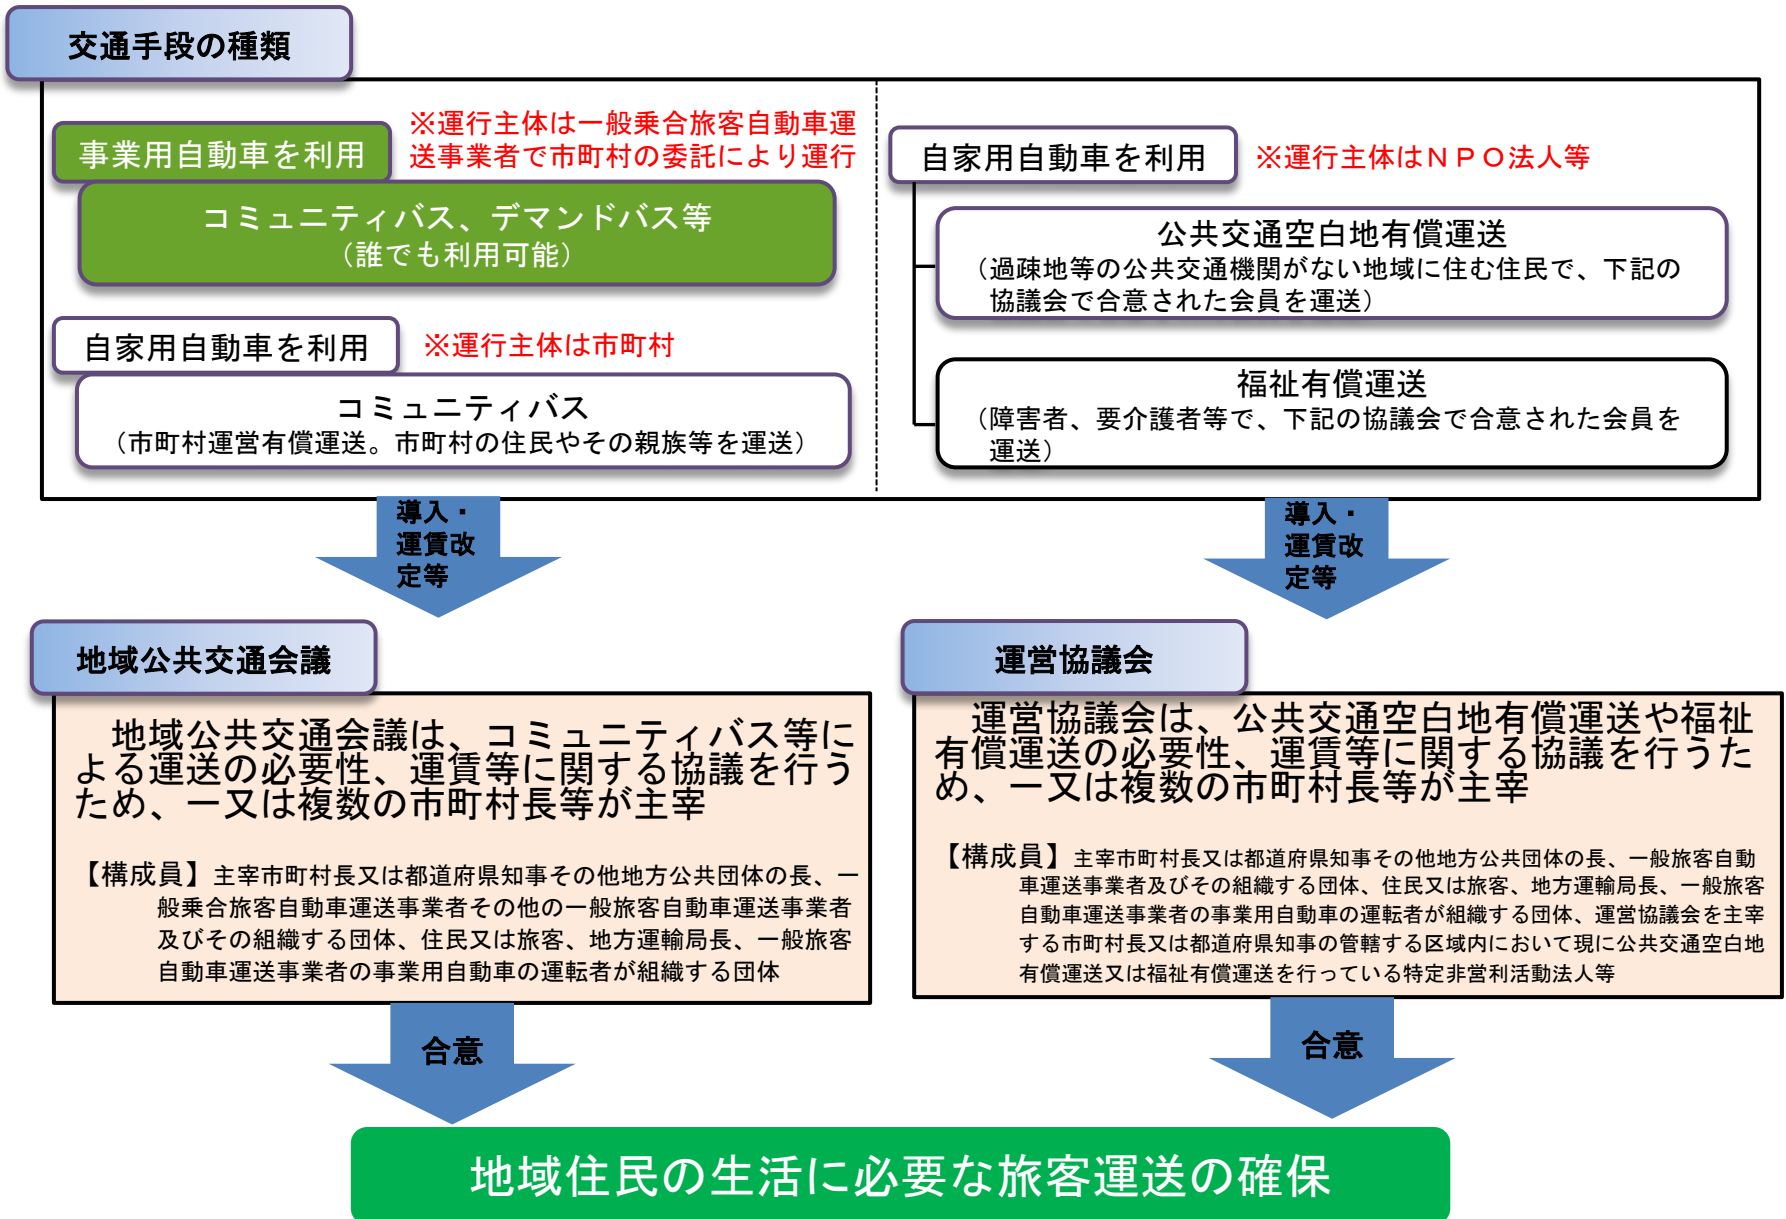 交通手段の種類
事業用自動車を利用
※運行主体は一般乗合旅客自動車運
送事業者で市町村の委託により運行
コミュニティバス、デマンドバス等
（誰でも利用可能）
自家用自動車を利用
※運行主体は市町村
コミュニティバス
（市町村運営有償運送。市町村の住民やその親族等を運送）
自家用自動車を利用
※運行主体はＮＰＯ法人等
公共交通空白地有償運送
（過疎地等の公共交通機関がない地域に住む住民で、下記の
協議会で合意された会員を運送）
福祉有償運送
（障害者、要介護者等で、下記の協議会で合意された会員を
運送）
導入・
運賃改
定等
導入・
運賃改
定等
地域公共交通会議
地域公共交通会議は、コミュニティバス等に
よる運送の必要性、運賃等に関する協議を行う
ため、一又は複数の市町村長等が主宰
【構成員】主宰市町村長又は都道府県知事その他地方公共団体の長、一
般乗合旅客自動車運送事業者その他の一般旅客自動車運送事業者
及びその組織する団体、住民又は旅客、地方運輸局長、一般旅客
自動車運送事業者の事業用自動車の運転者が組織する団体
運営協議会
運営協議会は、公共交通空白地有償運送や福祉
有償運送の必要性、運賃等に関する協議を行うた
め、一又は複数の市町村長等が主宰
【構成員】主宰市町村長又は都道府県知事その他地方公共団体の長、一般旅客自動
車運送事業者及びその組織する団体、住民又は旅客、地方運輸局長、一般旅客
自動車運送事業者の事業用自動車の運転者が組織する団体、運営協議会を主宰
する市町村長又は都道府県知事の管轄する区域内において現に公共交通空白地
有償運送又は福祉有償運送を行っている特定非営利活動法人等
合意
合意
地域住民の生活に必要な旅客運送の確保